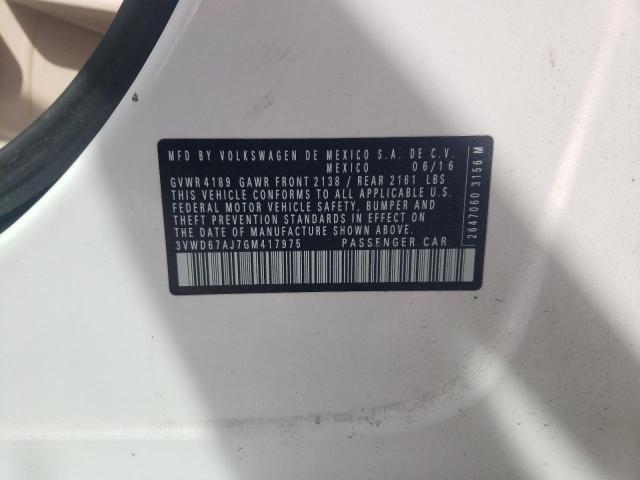 MFD BY VOLKSWAGEN DE MEXICO S.A. DE C.V.
MEXICO 06/16
GVWR 4189 GAWR FRONT 2138 / REAR 2161 LBS
THIS VEHICLE CONFORMS TO ALL APPLICABLE U.S.
FEDERAL MOTOR VEHICLE SAFETY, BUMPER AND
THEFT PREVENTION STANDARDS IN EFFECT ON
THE DATE OF MANUFACTURE SHOWN ABOVE.
3VWD67AJ7GM417975 PASSENGER CAR
2647060 3156 M